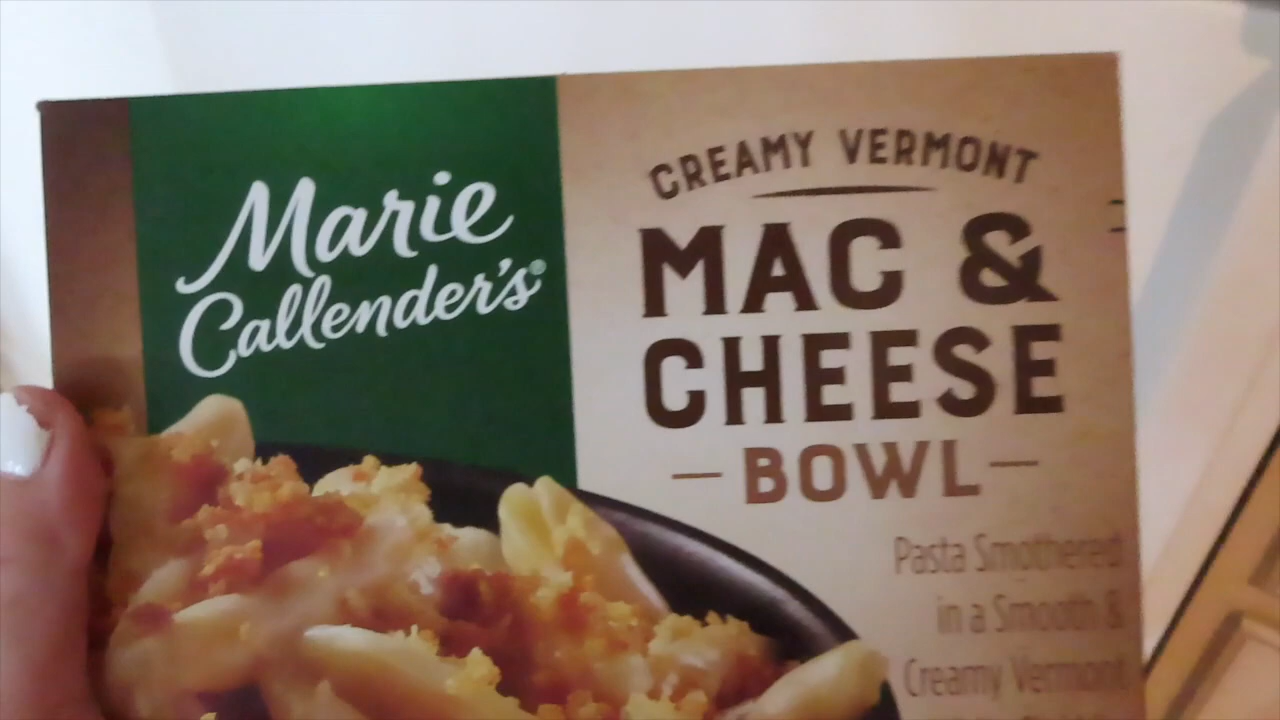 Marie
Callender's®
CREAMY VERMONT
MAC &
CHEESE
BOWL
Pasta Smothered
in a Smooth &
Creamy Vermont